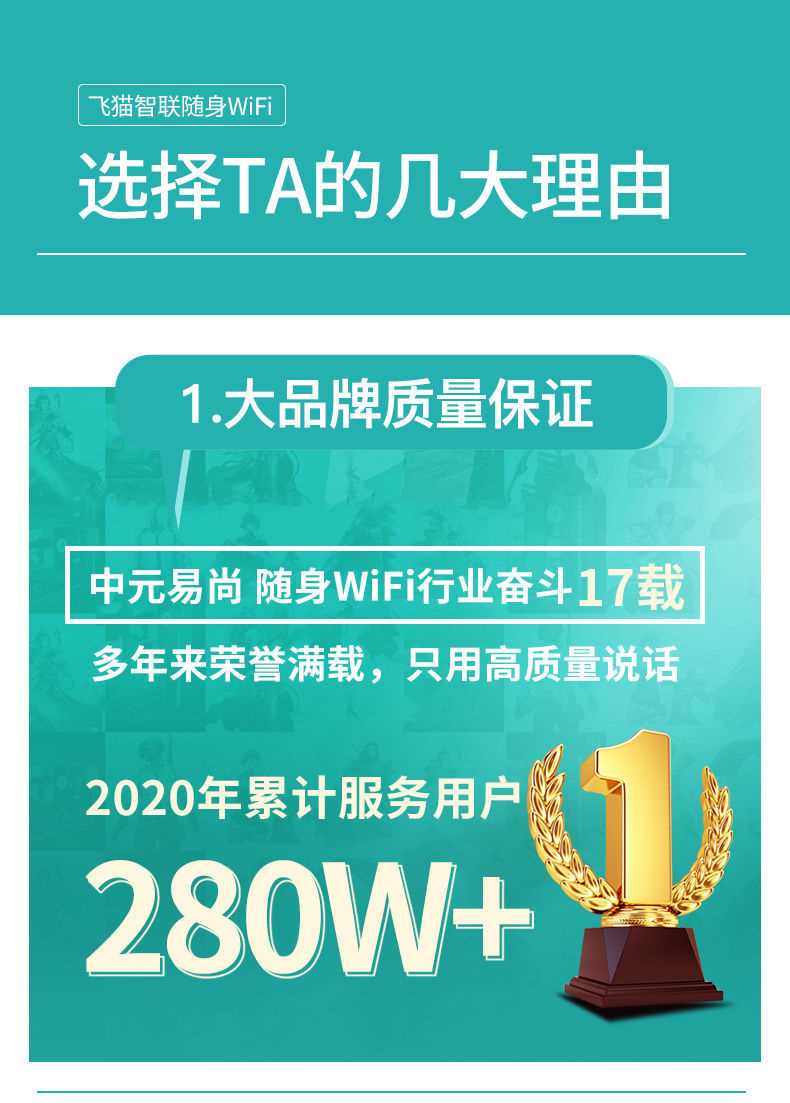 飞猫智联随身WiFi
选择TA的几大理由
1.大品牌质量保证
中元易尚 随身WiFi行业奋斗17载
多年来荣誉满载，只用高质量说话
2020年累计服务用户
280W+
1